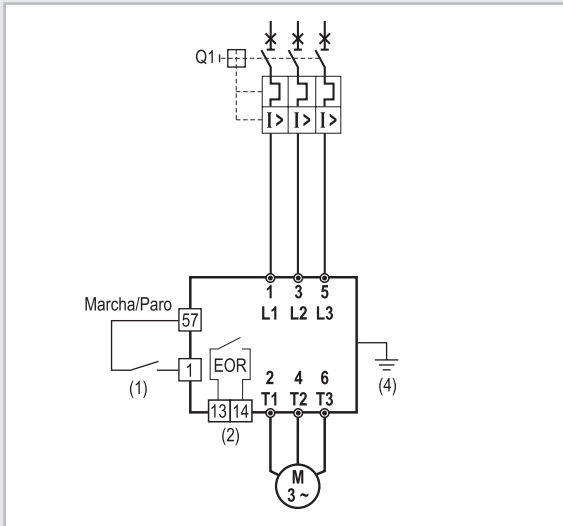 Q1
I> I> I>
1 3 5
L1 L2 L3
Marcha/Paro
57
1
(1)
EOR
13 14
(2)
2 4 6
T1 T2 T3
(4)
M
3 ~